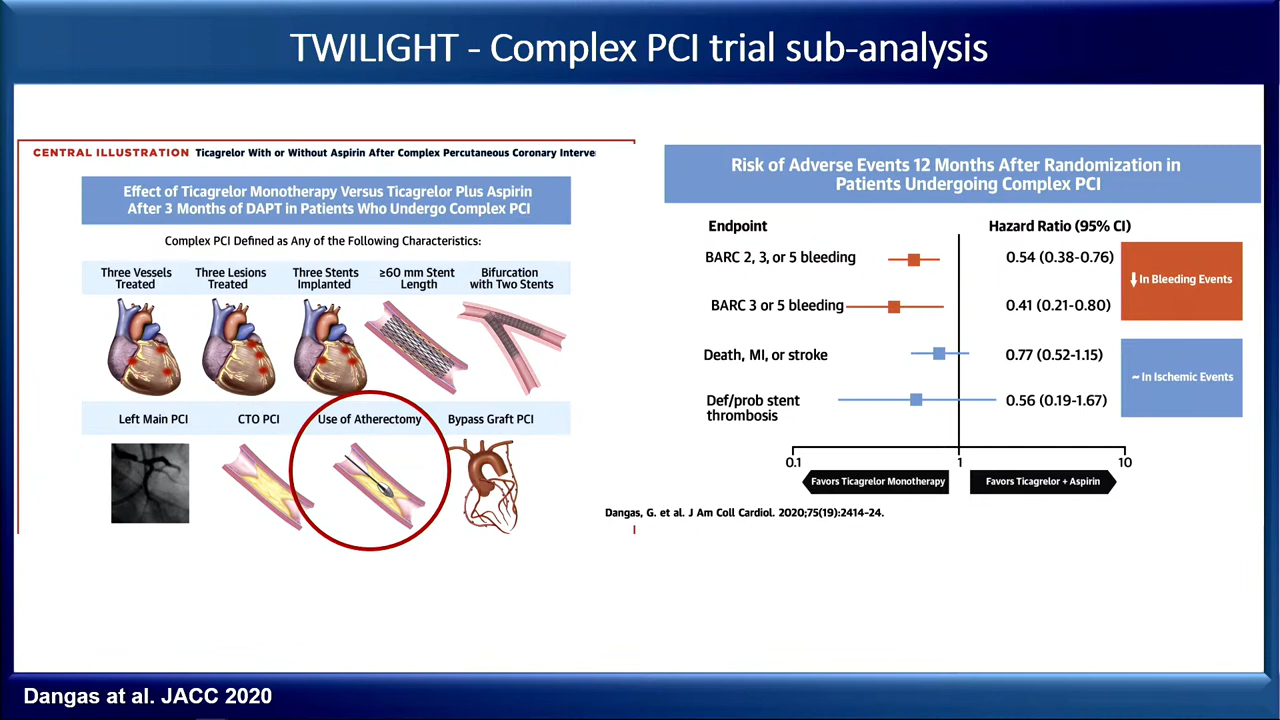 TWILIGHT - Complex PCI trial sub-analysis
CENTRAL ILLUSTRATION Ticagrelor With or Without Aspirin After Complex Percutaneous Coronary Interve
Effect of Ticagrelor Monotherapy Versus Ticagrelor Plus Aspirin
After 3 Months of DAPT in Patients Who Undergo Complex PCI
Complex PCI Defined as Any of the Following Characteristics:
Three Vessels
Treated
Three Lesions
Treated
Three Stents
Implanted
≥60 mm Stent
Length
Bifurcation
with Two Stents
Left Main PCI
CTO PCI
Use of Atherectomy
Bypass Graft PCI
Risk of Adverse Events 12 Months After Randomization in
Patients Undergoing Complex PCI
Endpoint
Hazard Ratio (95% CI)
BARC 2, 3, or 5 bleeding
0.54 (0.38-0.76)
BARC 3 or 5 bleeding
0.41 (0.21-0.80)
↓ In Bleeding Events
Death, MI, or stroke
0.77 (0.52-1.15)
Def/prob stent
thrombosis
0.56 (0.19-1.67)
~ In Ischemic Events
0.1
1
10
Favors Ticagrelor Monotherapy
Favors Ticagrelor + Aspirin
Dangas, G. et al. J Am Coll Cardiol. 2020;75(19):2414-24.
Dangas at al. JACC 2020